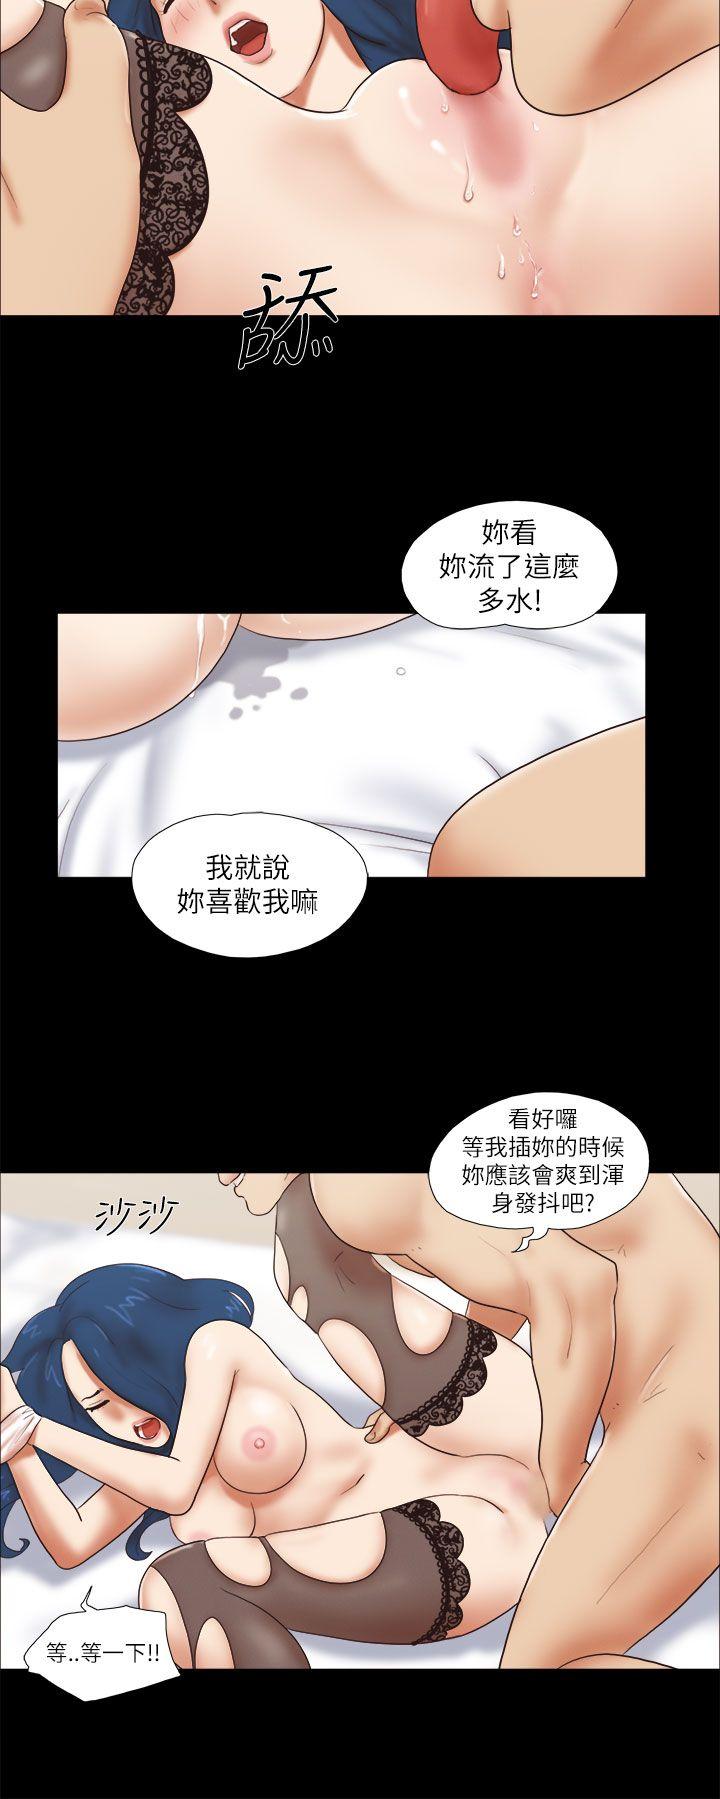 舔..
妳看
妳流了這麼
多水!
我就說
妳喜歡我嘛
看好囉
等我插妳的時候
妳應該會爽到渾
身發抖吧?
沙沙
等..等一下!!